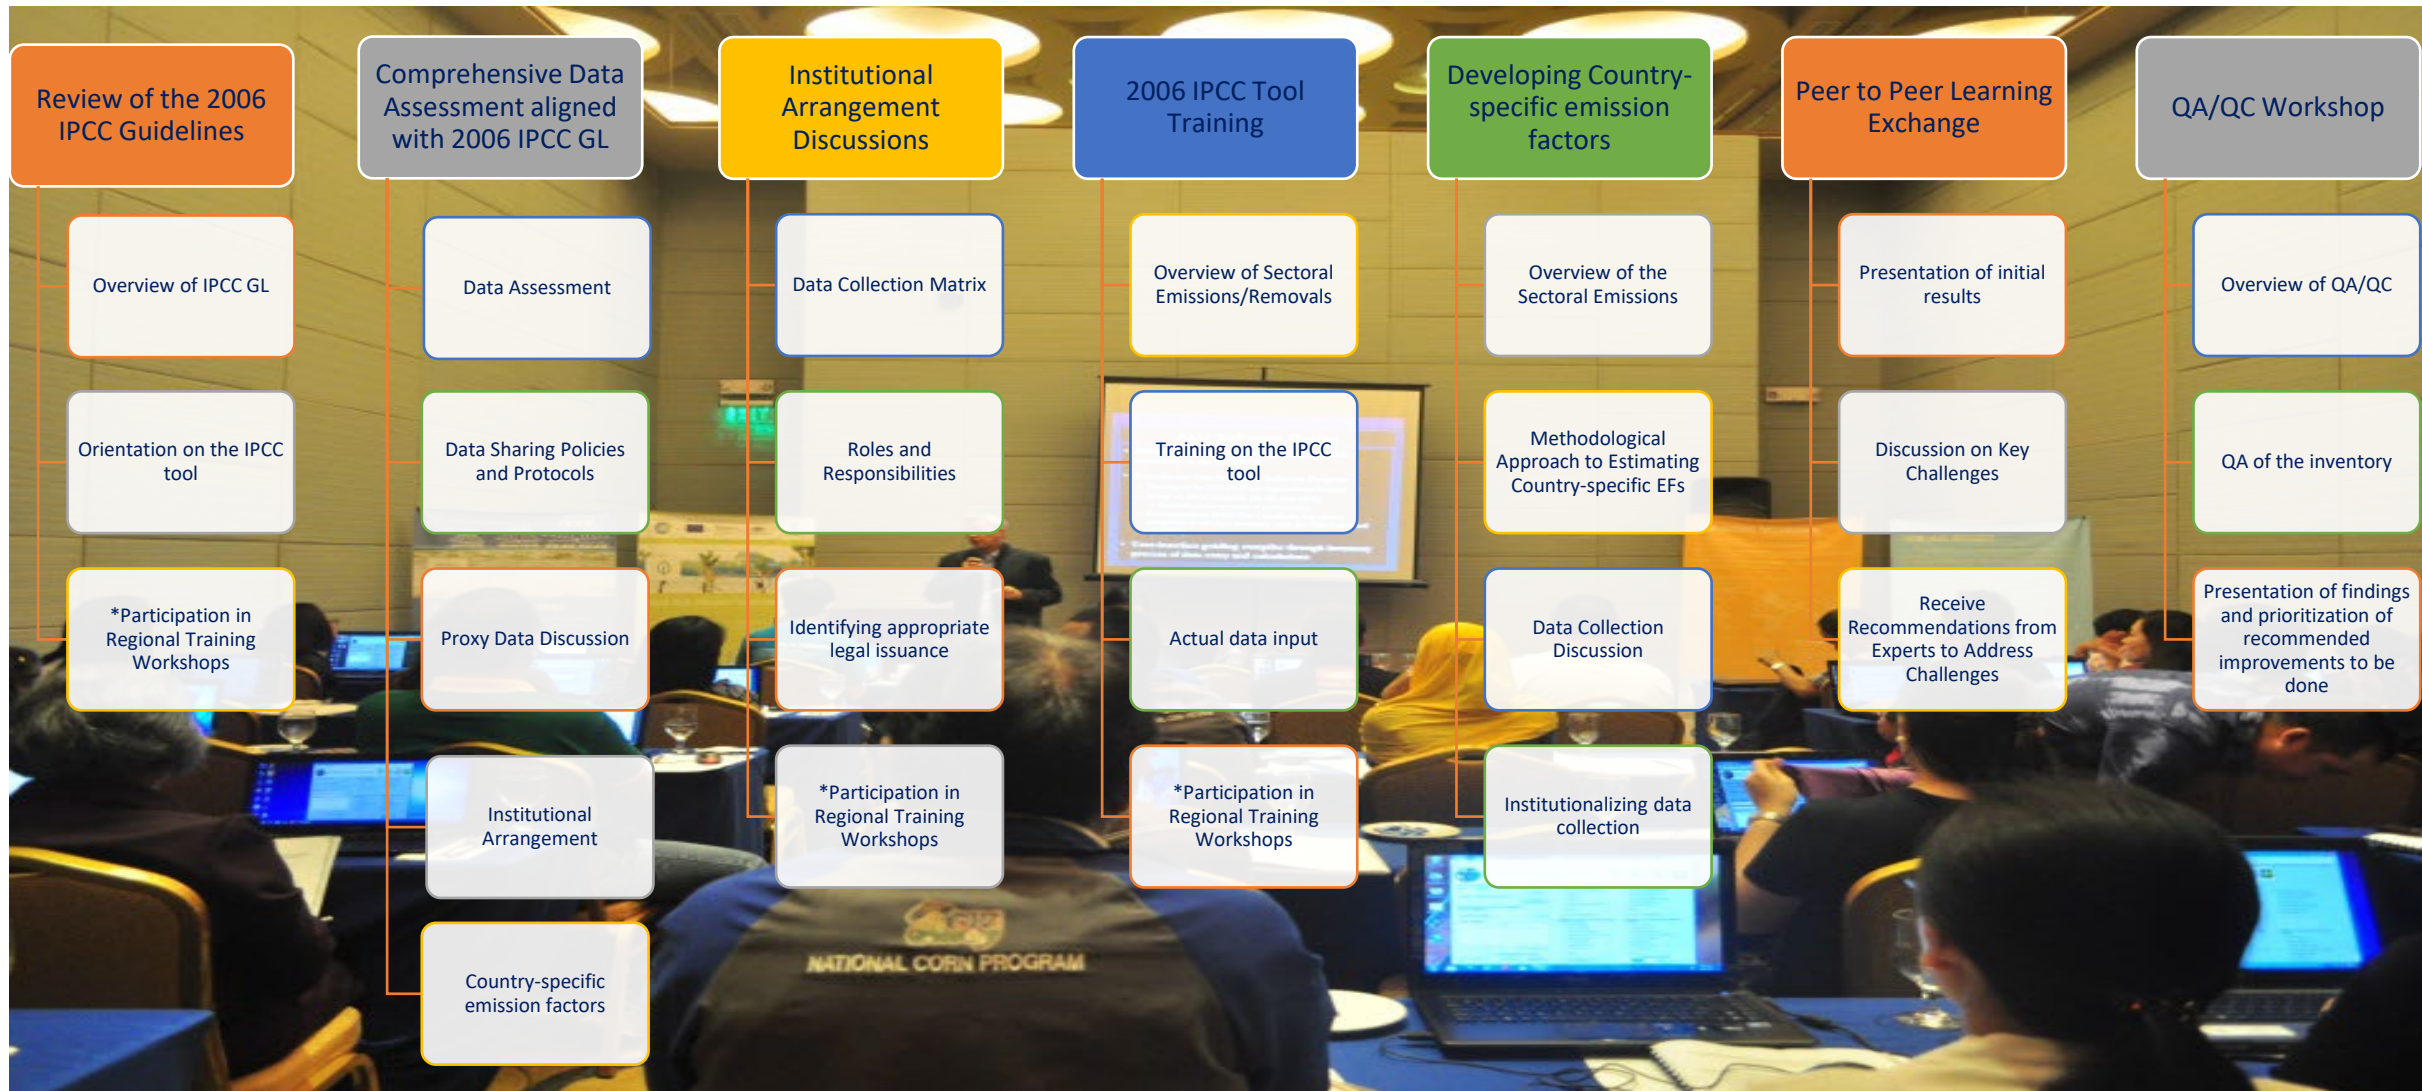 Review of the 2006
IPCC Guidelines
Overview of IPCC GL
Orientation on the IPCC
tool
*Participation in
Regional Training
Workshops
Comprehensive Data
Assessment aligned
with 2006 IPCC GL
Data Assessment
Data Sharing Policies
and Protocols
Proxy Data Discussion
Institutional
Arrangement
Country-specific
emission factors
Institutional
Arrangement
Discussions
Data Collection Matrix
Roles and
Responsibilities
Identifying appropriate
legal issuance
*Participation in
Regional Training
Workshops
2006 IPCC Tool
Training
Overview of Sectoral
Emissions/Removals
Training on the IPCC
tool
Actual data input
*Participation in
Regional Training
Workshops
Developing Country-
specific emission
factors
Overview of the
Sectoral Emissions
Methodological
Approach to Estimating
Country-specific EFs
Data Collection
Discussion
Institutionalizing data
collection
Peer to Peer Learning
Exchange
Presentation of initial
results
Discussion on Key
Challenges
Receive
Recommendations from
Experts to Address
Challenges
QA/QC Workshop
Overview of QA/QC
QA of the inventory
Presentation of findings
and prioritization of
recommended
improvements to be
done
NATIONAL CORN PROGRAM